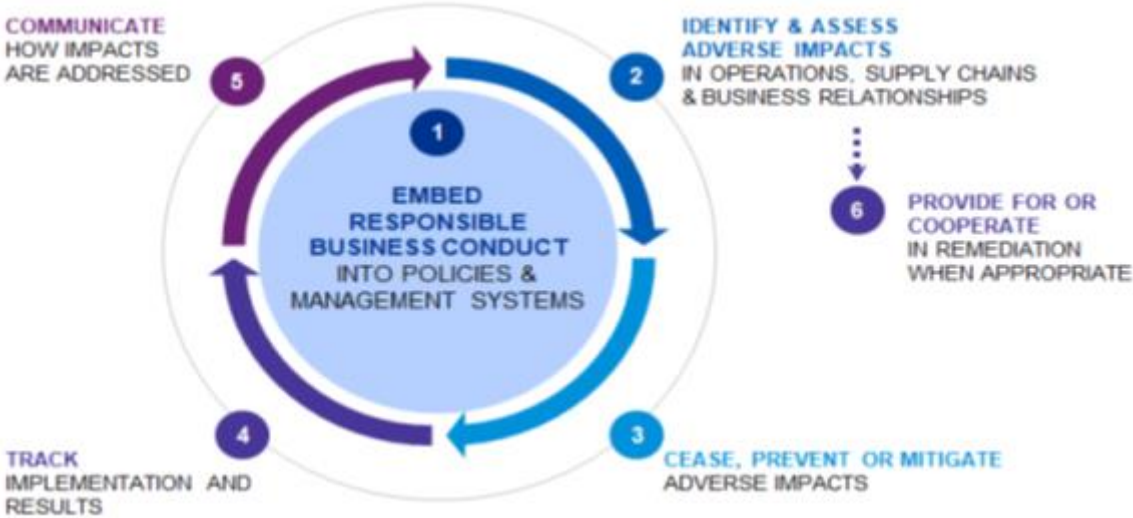 COMMUNICATE
HOW IMPACTS
ARE ADDRESSED
5
IDENTIFY & ASSESS
ADVERSE IMPACTS
IN OPERATIONS, SUPPLY CHAINS
& BUSINESS RELATIONSHIPS
2
1
EMBED
RESPONSIBLE
BUSINESS CONDUCT
INTO POLICIES &
MANAGEMENT SYSTEMS
6
PROVIDE FOR OR
COOPERATE
IN REMEDIATION
WHEN APPROPRIATE
4
TRACK
IMPLEMENTATION AND
RESULTS
3
CEASE, PREVENT OR MITIGATE
ADVERSE IMPACTS